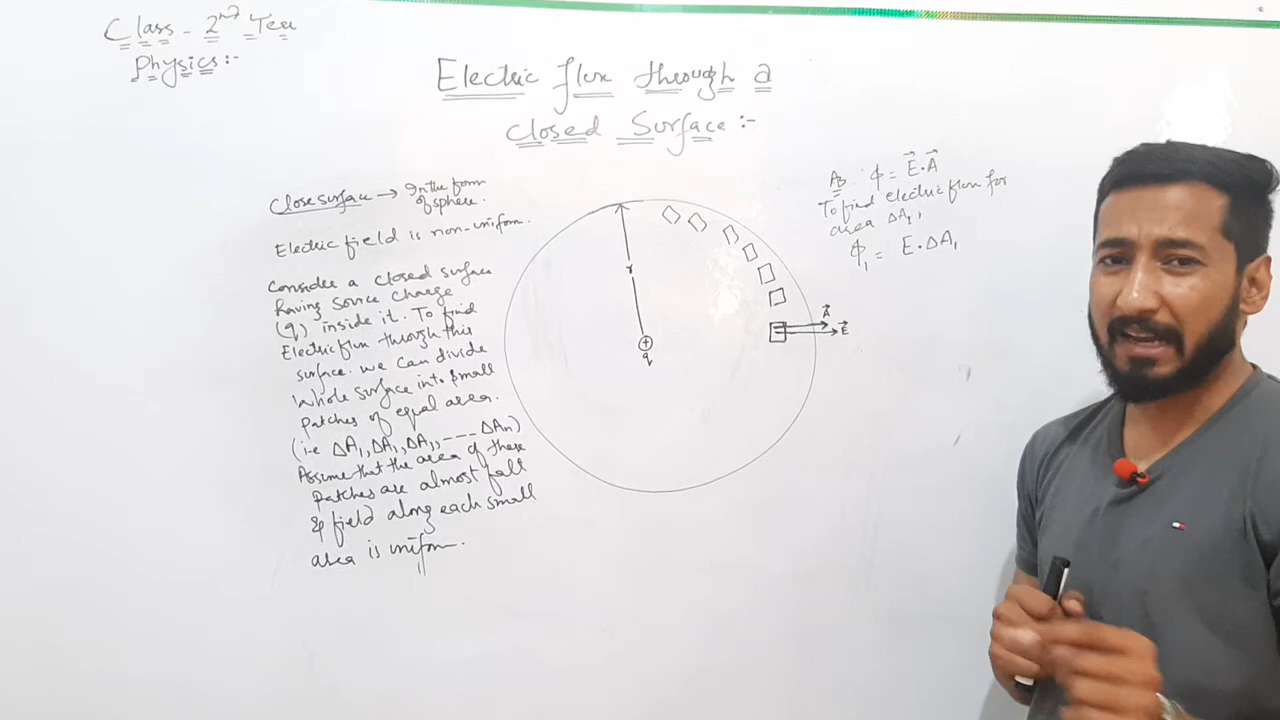 Class - 2nd Year
Physics:-
Electric flux through a
closed Surface:-
Close surface → In the form
of sphere.
Electric field is non-uniform.
Consider a closed surface
having source charge
(q) inside it. To find
Electric flux through this
surface. we can divide
whole surface into small
patches of equal area.
(i.e ΔA1, ΔA1, ΔA1, --- ΔAn)
Assume that the area of these
patches are almost fall
& field along each small
area is uniform.
r
q
A
E
As: ϕ = E.A
To find electric flux for
area ΔA1,
ϕ1 = E.ΔA1